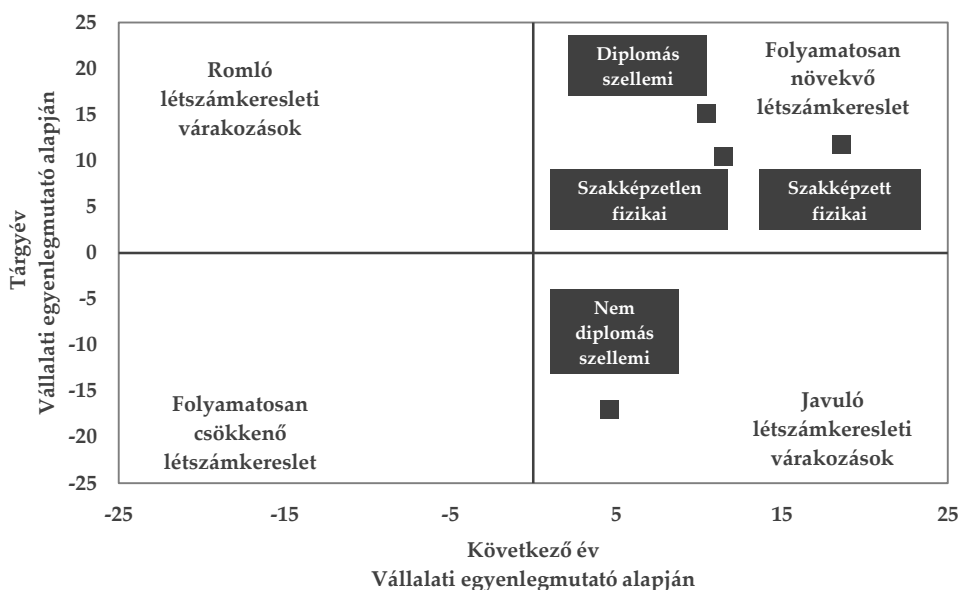 Tárgyév
Vállalati egyenlegmutató alapján
25
20
15
10
5
0
-5
-10
-15
-20
-25
Romló
létszámkeresleti
várakozások
Diplomás
szellemi
Folyamatosan
növekvő
létszámkereslet
Szakképzetlen
fizikai
Szakképzett
fizikai
Nem
diplomás
szellemi
Folyamatosan
csökkenő
létszámkereslet
Javuló
létszámkeresleti
várakozások
-25
-15
-5
5
15
25
Következő év
Vállalati egyenlegmutató alapján